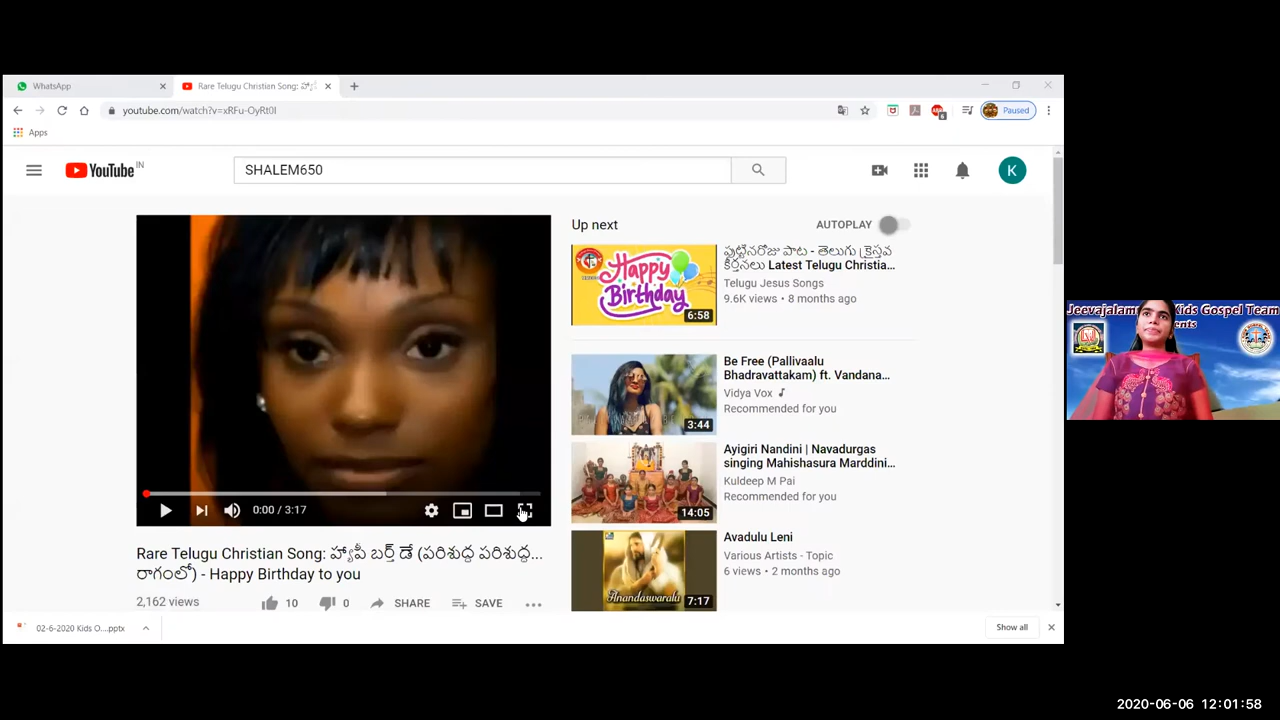 WhatsApp
Rare Telugu Christian Song: హ్యా
youtube.com/watch?v=xRFu-OyRt0I
6
Paused
Apps
YouTube IN
SHALEM650
K
Up next
AUTOPLAY
Happy
Birthday
6:58
పుట్టినరోజు పాట - తెలుగు క్రైస్తవ
కీర్తనలు Latest Telugu Christia...
Telugu Jesus Songs
9.6K views • 8 months ago
Be Free (Pallivaalu
Bhadravattakam) ft. Vandana...
Vidya Vox
Recommended for you
3:44
Ayigiri Nandini | Navadurgas
singing Mahishasura Marddini...
Kuldeep M Pai
Recommended for you
14:05
Avadulu Leni
Various Artists - Topic
6 views • 2 months ago
Anandaswaralu
7:17
0:00 / 3:17
Rare Telugu Christian Song: హ్యాపీ బర్త్ డే (పరిశుద్ధ పరిశుద్ధ...
రాగంలో) - Happy Birthday to you
2,162 views
10
0
SHARE
SAVE
02-6-2020 Kids O....pptx
Show all
Kids Gospel Team
2020-06-06 12:01:58